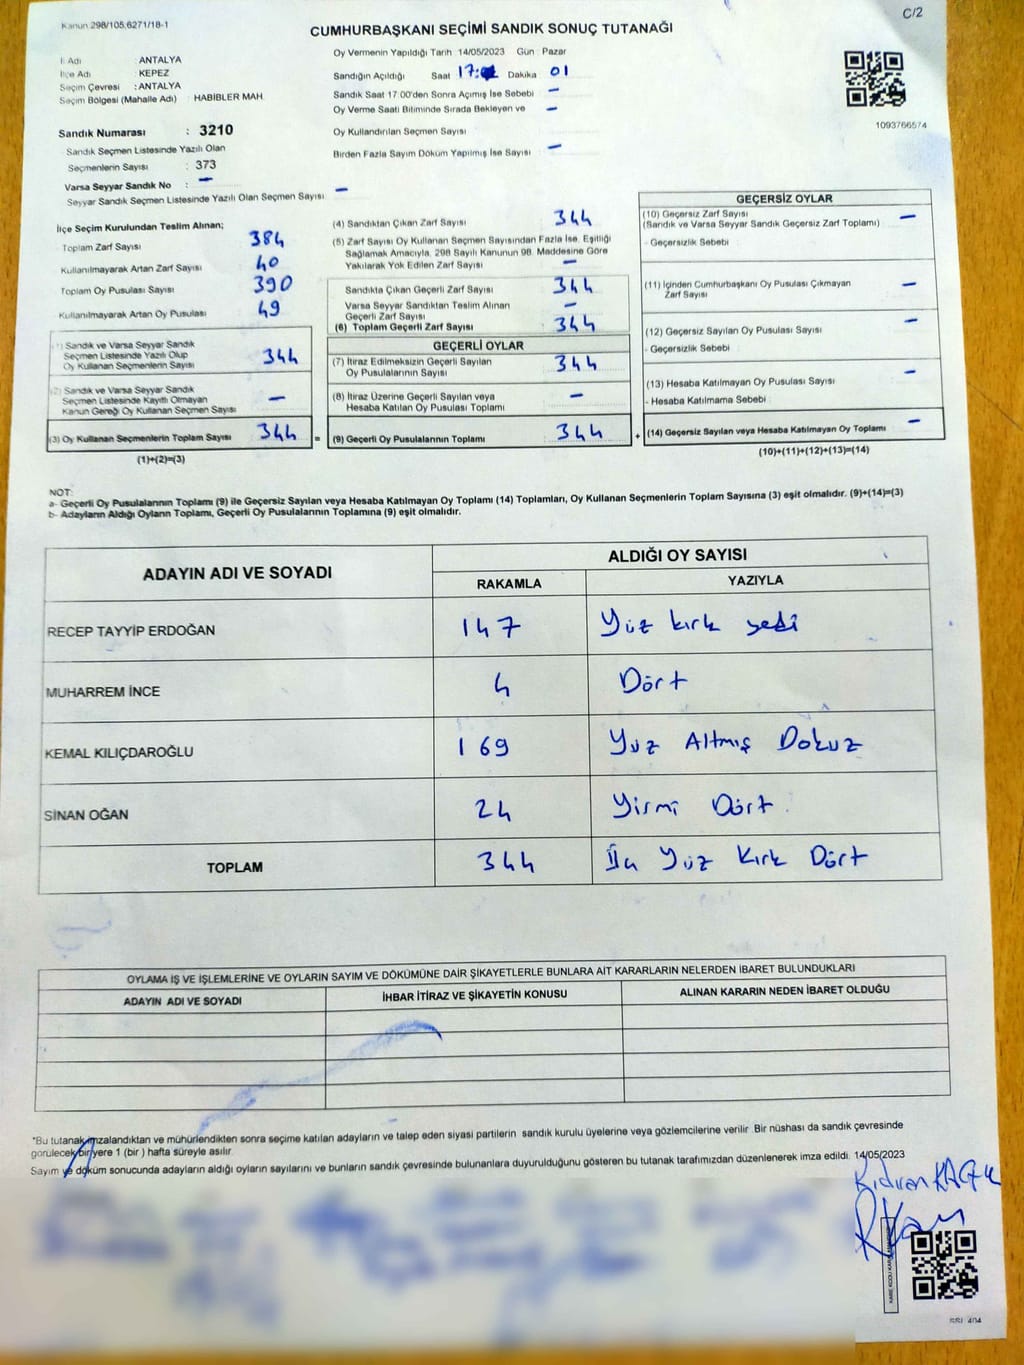 Kanun 298/105,6271/18-1
C/2
CUMHURBAŞKANI SEÇİMİ SANDIK SONUÇ TUTANAĞI
İl Adı : ANTALYA
İlçe Adı : KEPEZ
Seçim Çevresi : ANTALYA
Seçim Bölgesi (Mahalle Adı) : HABİBLER MAH
Sandık Numarası : 3210
Sandık Seçmen Listesinde Yazılı Olan
Seçmenlerin Sayısı : 373
Varsa Seyyar Sandık No : -
Seyyar Sandık Seçmen Listesinde Yazılı Olan Seçmen Sayısı -
Oy Vermenin Yapıldığı Tarih 14/05/2023 Gün Pazar
Sandığın Açıldığı Saat 17: Dakika 01
Sandık Saat 17:00'den Sonra Açımış İse Sebebi -
Oy Verme Saati Bitiminde Sırada Bekleyen ve -
Oy Kullandırılan Seçmen Sayısı
Birden Fazla Sayım Döküm Yapılmış İse Sayısı -
1093766574
İlçe Seçim Kurulundan Teslim Alınan;
Toplam Zarf Sayısı 384
Kullanılmayarak Artan Zarf Sayısı 40
Toplam Oy Pusulası Sayısı 390
Kullanılmayarak Artan Oy Pusulası 49
(1) Sandık ve Varsa Seyyar Sandık
Seçmen Listesinde Yazılı Olup
Oy Kullanan Seçmenlerin Sayısı 344
(2) Sandık ve Varsa Seyyar Sandık
Seçmen Listesinde Kayıtlı Olmayan
Kanun Gereği Oy Kullanan Seçmen Sayısı -
(3) Oy Kullanan Seçmenlerin Toplam Sayısı 344 =
(1)+(2)=(3)
(4) Sandıktan Çıkan Zarf Sayısı 344
(5) Zarf Sayısı Oy Kullanan Seçmen Sayısından Fazla İse, Eşitliği
Sağlamak Amacıyla, 298 Sayılı Kanunun 98. Maddesine Göre
Yakılarak Yok Edilen Zarf Sayısı -
Sandıkta Çıkan Geçerli Zarf Sayısı 344
Varsa Seyyar Sandıktan Teslim Alınan
Geçerli Zarf Sayısı -
(6) Toplam Geçerli Zarf Sayısı 344
GEÇERLİ OYLAR
(7) İtiraz Edilmeksizin Geçerli Sayılan
Oy Pusulalarının Sayısı 344
(8) İtiraz Üzerine Geçerli Sayılan veya
Hesaba Katılan Oy Pusulası Toplamı -
(9) Geçerli Oy Pusulalarının Toplamı 344 +
GEÇERSİZ OYLAR
(10) Geçersiz Zarf Sayısı -
(Sandık ve Varsa Seyyar Sandık Geçersiz Zarf Toplamı)
- Geçersizlik Sebebi
(11) İçinden Cumhurbaşkanı Oy Pusulası Çıkmayan
Zarf Sayısı -
(12) Geçersiz Sayılan Oy Pusulası Sayısı -
- Geçersizlik Sebebi
(13) Hesaba Katılmayan Oy Pusulası Sayısı -
- Hesaba Katılmama Sebebi
(14) Geçersiz Sayılan veya Hesaba Katılmayan Oy Toplamı -
(10)+(11)+(12)+(13)=(14)
NOT:
a- Geçerli Oy Pusulalarının Toplamı (9) ile Geçersiz Sayılan veya Hesaba Katılmayan Oy Toplamı (14) Toplamları, Oy Kullanan Seçmenlerin Toplam Sayısına (3) eşit olmalıdır. (9)+(14)=(3)
b- Adayların Aldığı Oyların Toplamı, Geçerli Oy Pusulalarının Toplamına (9) eşit olmalıdır.
ADAYIN ADI VE SOYADI
ALDIĞI OY SAYISI
RAKAMLA YAZIYLA
RECEP TAYYİP ERDOĞAN 147 Yüz kırk yedi
MUHARREM İNCE 4 Dört
KEMAL KILIÇDAROĞLU 169 Yüz Altmış Dokuz
SİNAN OĞAN 24 Yirmi Dört
TOPLAM 344 Yüz Kırk Dört
OYLAMA İŞ VE İŞLEMLERİNE VE OYLARIN SAYIM VE DÖKÜMÜNE DAİR ŞİKAYETLERLE BUNLARA AİT KARARLARIN NELERDEN İBARET BULUNDUKLARI
ADAYIN ADI VE SOYADI İHBAR İTİRAZ VE ŞİKAYETİN KONUSU ALINAN KARARIN NEDEN İBARET OLDUĞU
*Bu tutanak imzalandıktan ve mühürlendikten sonra seçime katılan adayların ve talep eden siyasi partilerin sandık kurulu üyelerine veya gözlemcilerine verilir. Bir nüshası da sandık çevresinde
görülecek bir yere 1 (bir) hafta süreyle asılır.
Sayım ve döküm sonucunda adayların aldığı oyların sayılarını ve bunların sandık çevresinde bulunanlara duyurulduğunu gösteren bu tutanak tarafımızdan düzenlenerek imza edildi. 14/05/2023